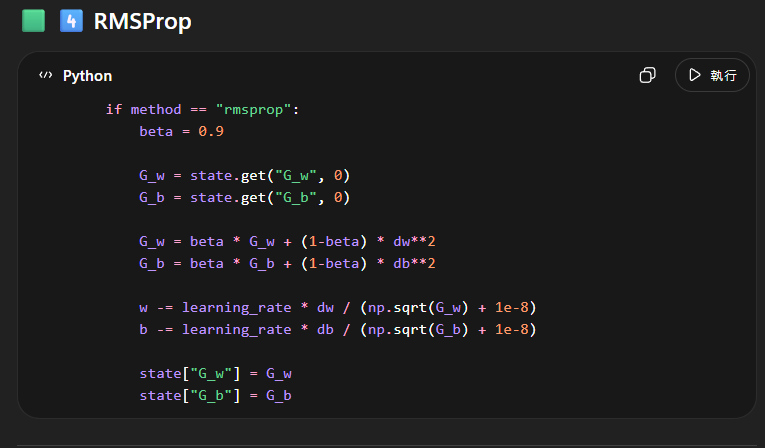 4 RMSProp
</> Python
執行
if method == "rmsprop":
beta = 0.9
G_w = state.get("G_w", 0)
G_b = state.get("G_b", 0)
G_w = beta * G_w + (1-beta) * dw**2
G_b = beta * G_b + (1-beta) * db**2
w -= learning_rate * dw / (np.sqrt(G_w) + 1e-8)
b -= learning_rate * db / (np.sqrt(G_b) + 1e-8)
state["G_w"] = G_w
state["G_b"] = G_b